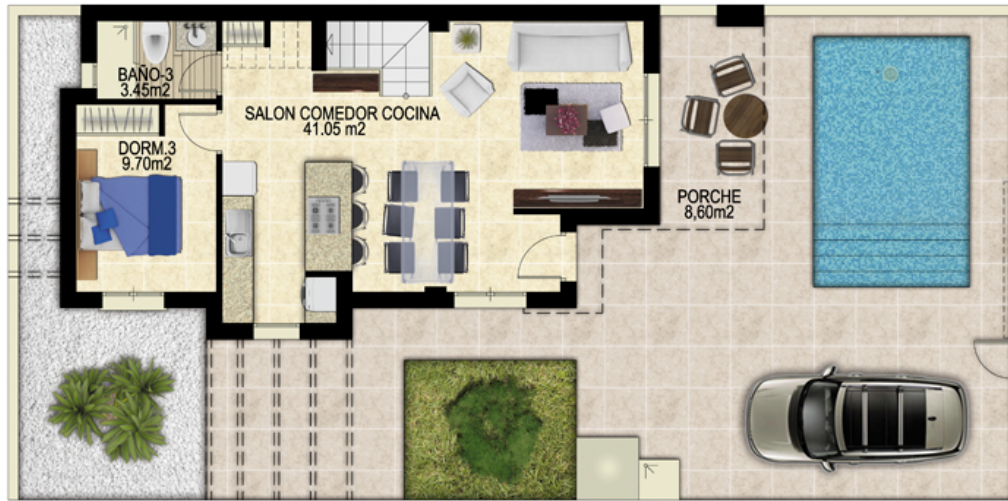 BAÑO-3
3.45m2
SALON COMEDOR COCINA
41.05 m2
DORM.3
9.70m2
PORCHE
8,60m2